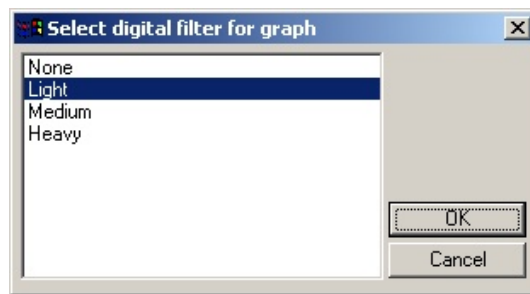 Select digital filter for graph
None
Light
Medium
Heavy
OK
Cancel